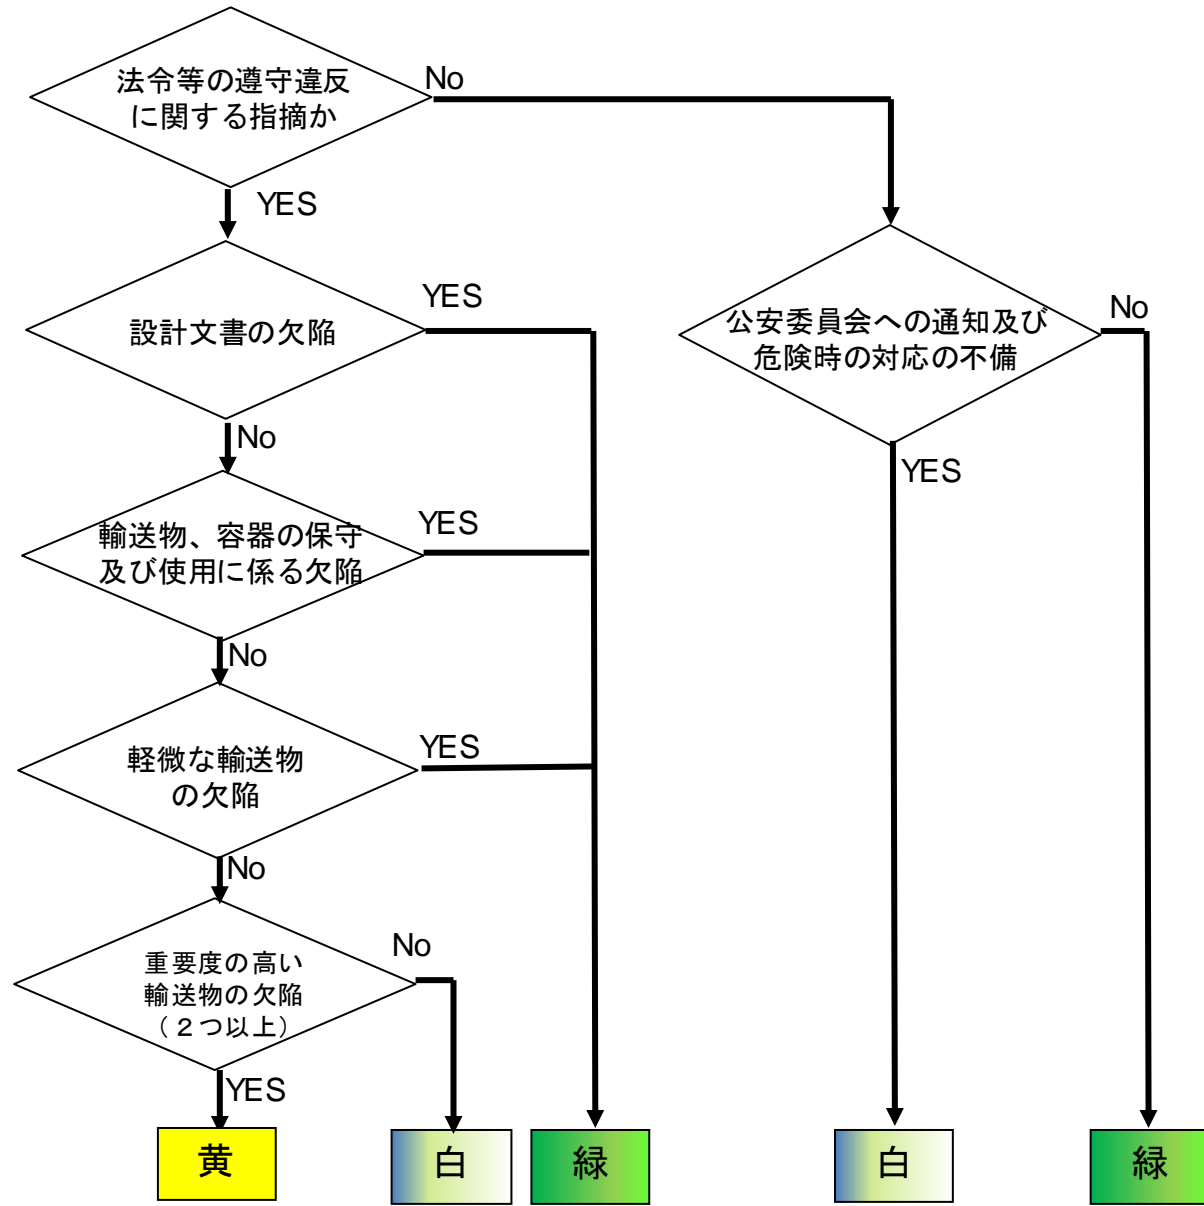 法令等の遵守違反
に関する指摘か
No
YES
設計文書の欠陥
YES
No
公安委員会への通知及び
危険時の対応の不備
No
YES
輸送物、容器の保守
及び使用に係る欠陥
YES
No
軽微な輸送物
の欠陥
YES
No
重要度の高い
輸送物の欠陥
(２つ以上)
No
YES
黄
白
緑
白
緑